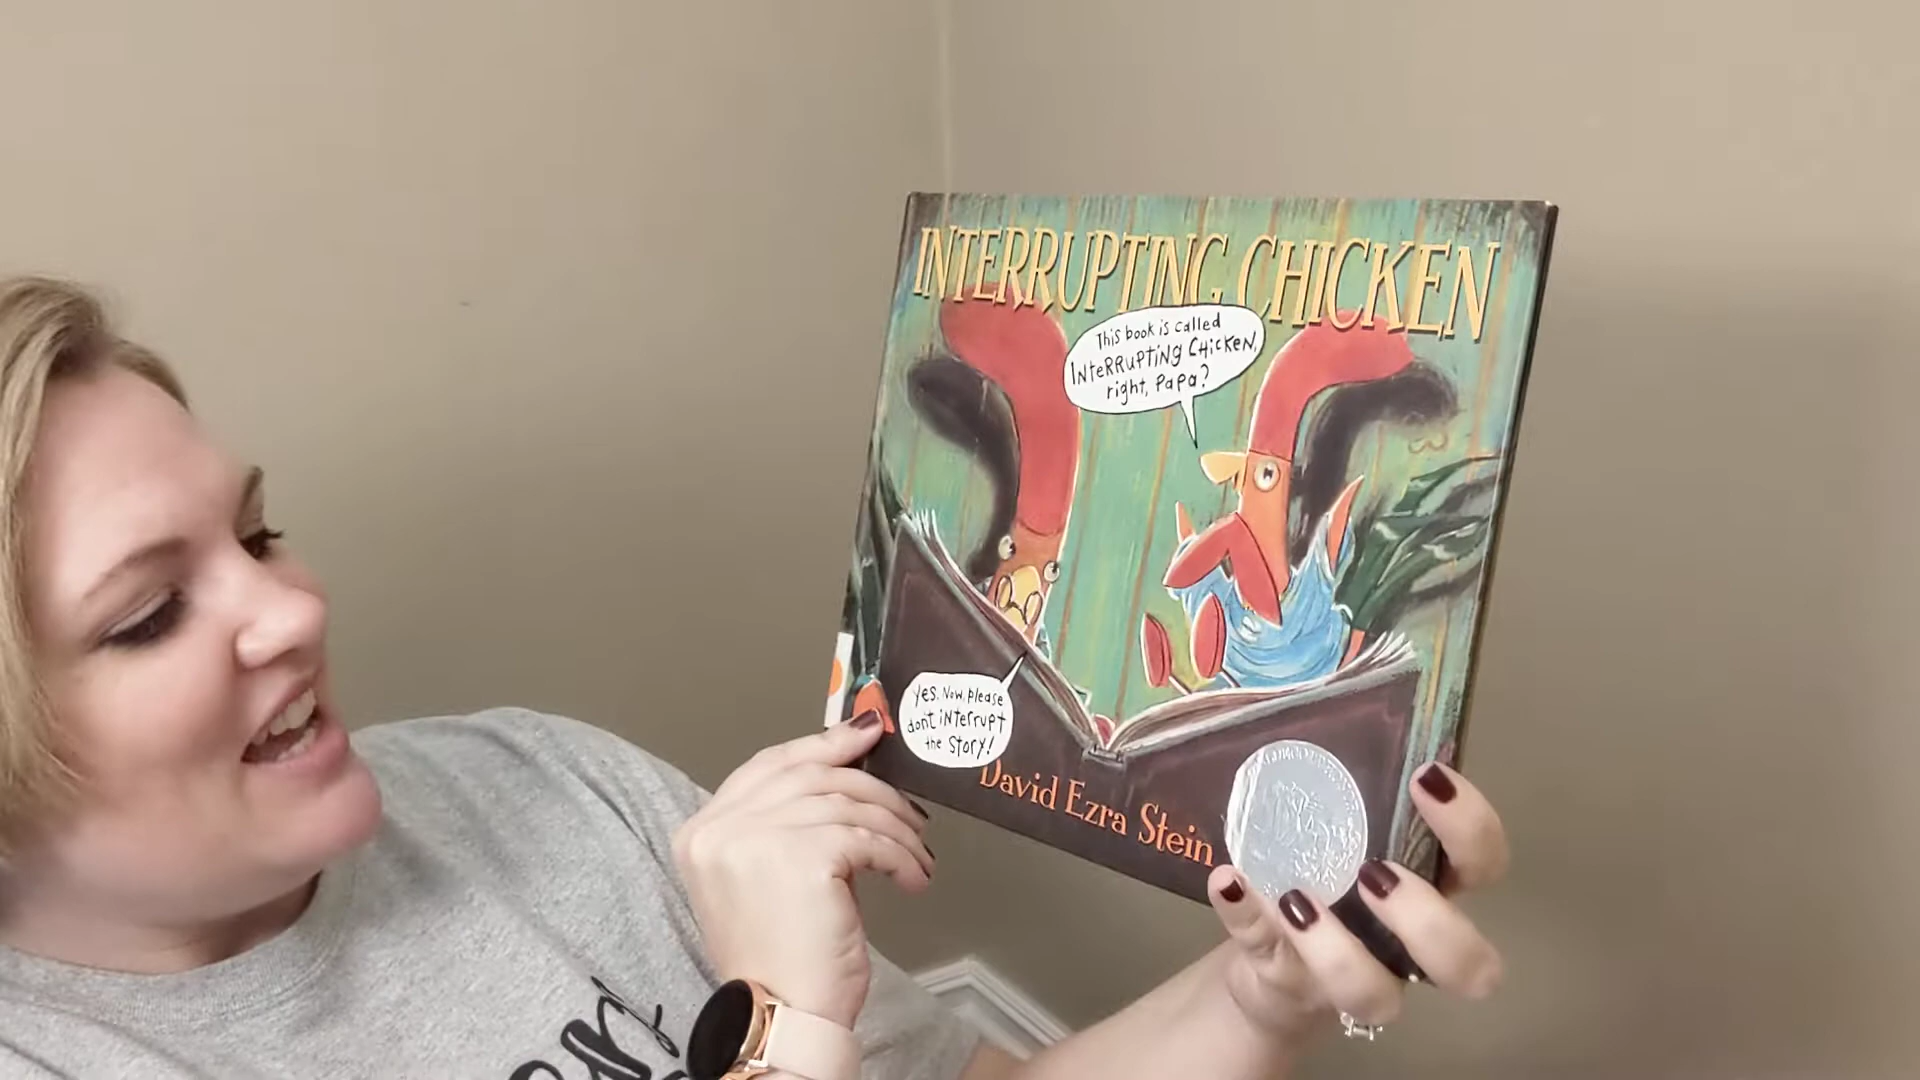 INTERRUPTING CHICKEN
This book is called
INteRRUPtiNg CHicKeN,
right, Papa?
Yes. Now, please
don't iNterrupt
the story!
David Ezra Stein